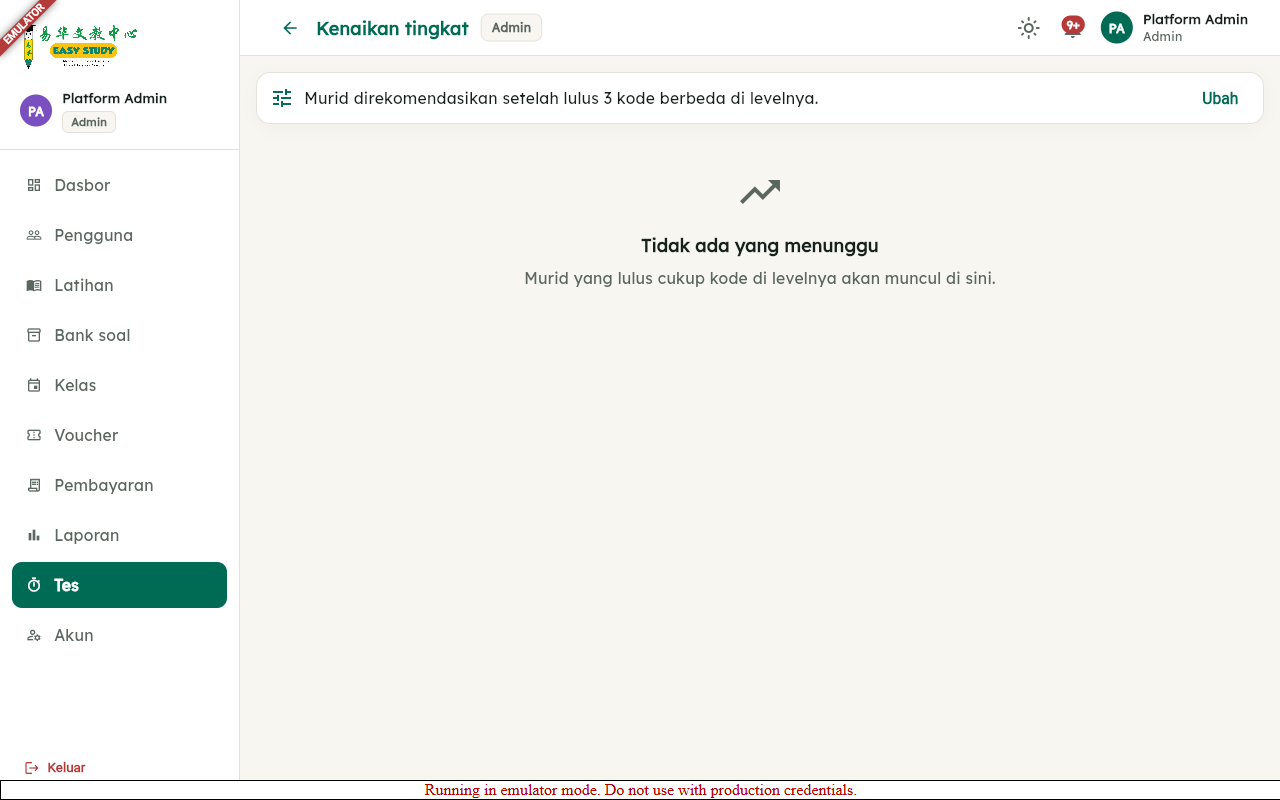 EMULATOR
易华文教中心
EASY STUDY
PA
Platform Admin
Admin
Dasbor
Pengguna
Latihan
Bank soal
Kelas
Voucher
Pembayaran
Laporan
Tes
Akun
Keluar
Kenaikan tingkat
Admin
9+
PA
Platform Admin
Admin
Murid direkomendasikan setelah lulus 3 kode berbeda di levelnya.
Ubah
Tidak ada yang menunggu
Murid yang lulus cukup kode di levelnya akan muncul di sini.
Running in emulator mode. Do not use with production credentials.